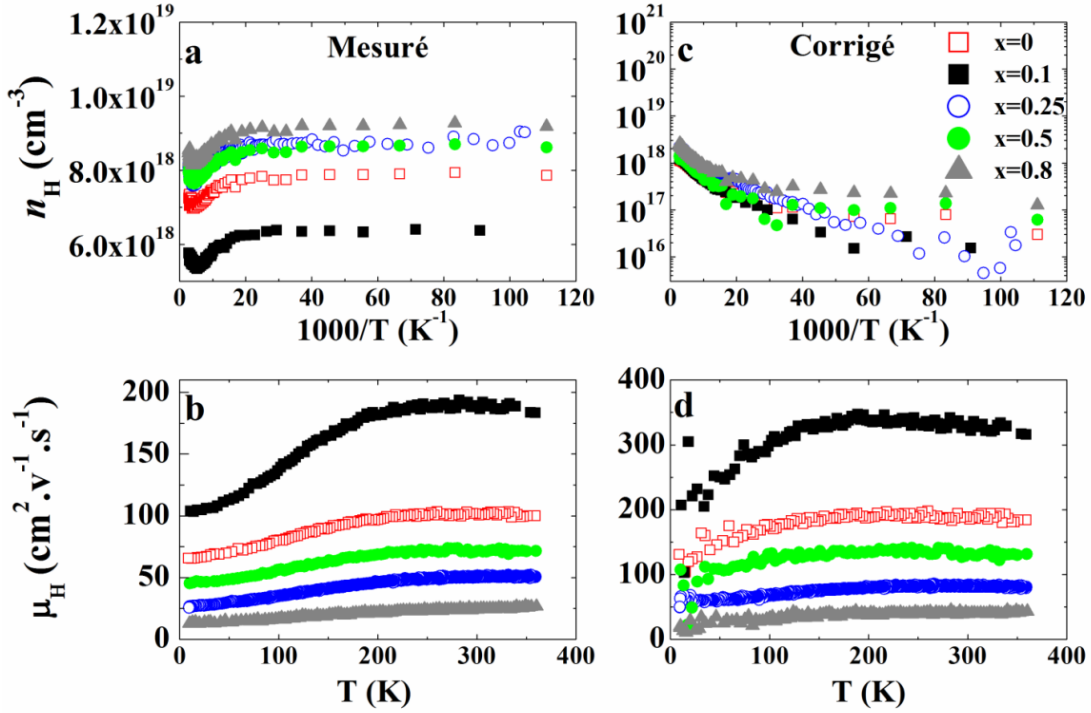 a
Mesuré
1.2x10^19
1.0x10^19
8.0x10^18
6.0x10^18
n_H (cm^-3)
0 20 40 60 80 100 120
1000/T (K^-1)
c
Corrigé
x=0
x=0.1
x=0.25
x=0.5
x=0.8
10^21
10^20
10^19
10^18
10^17
10^16
0 20 40 60 80 100 120
1000/T (K^-1)
b
200
150
100
50
0
μ_H (cm^2.v^-1.s^-1)
0 100 200 300 400
T (K)
d
400
300
200
100
0
0 100 200 300 400
T (K)